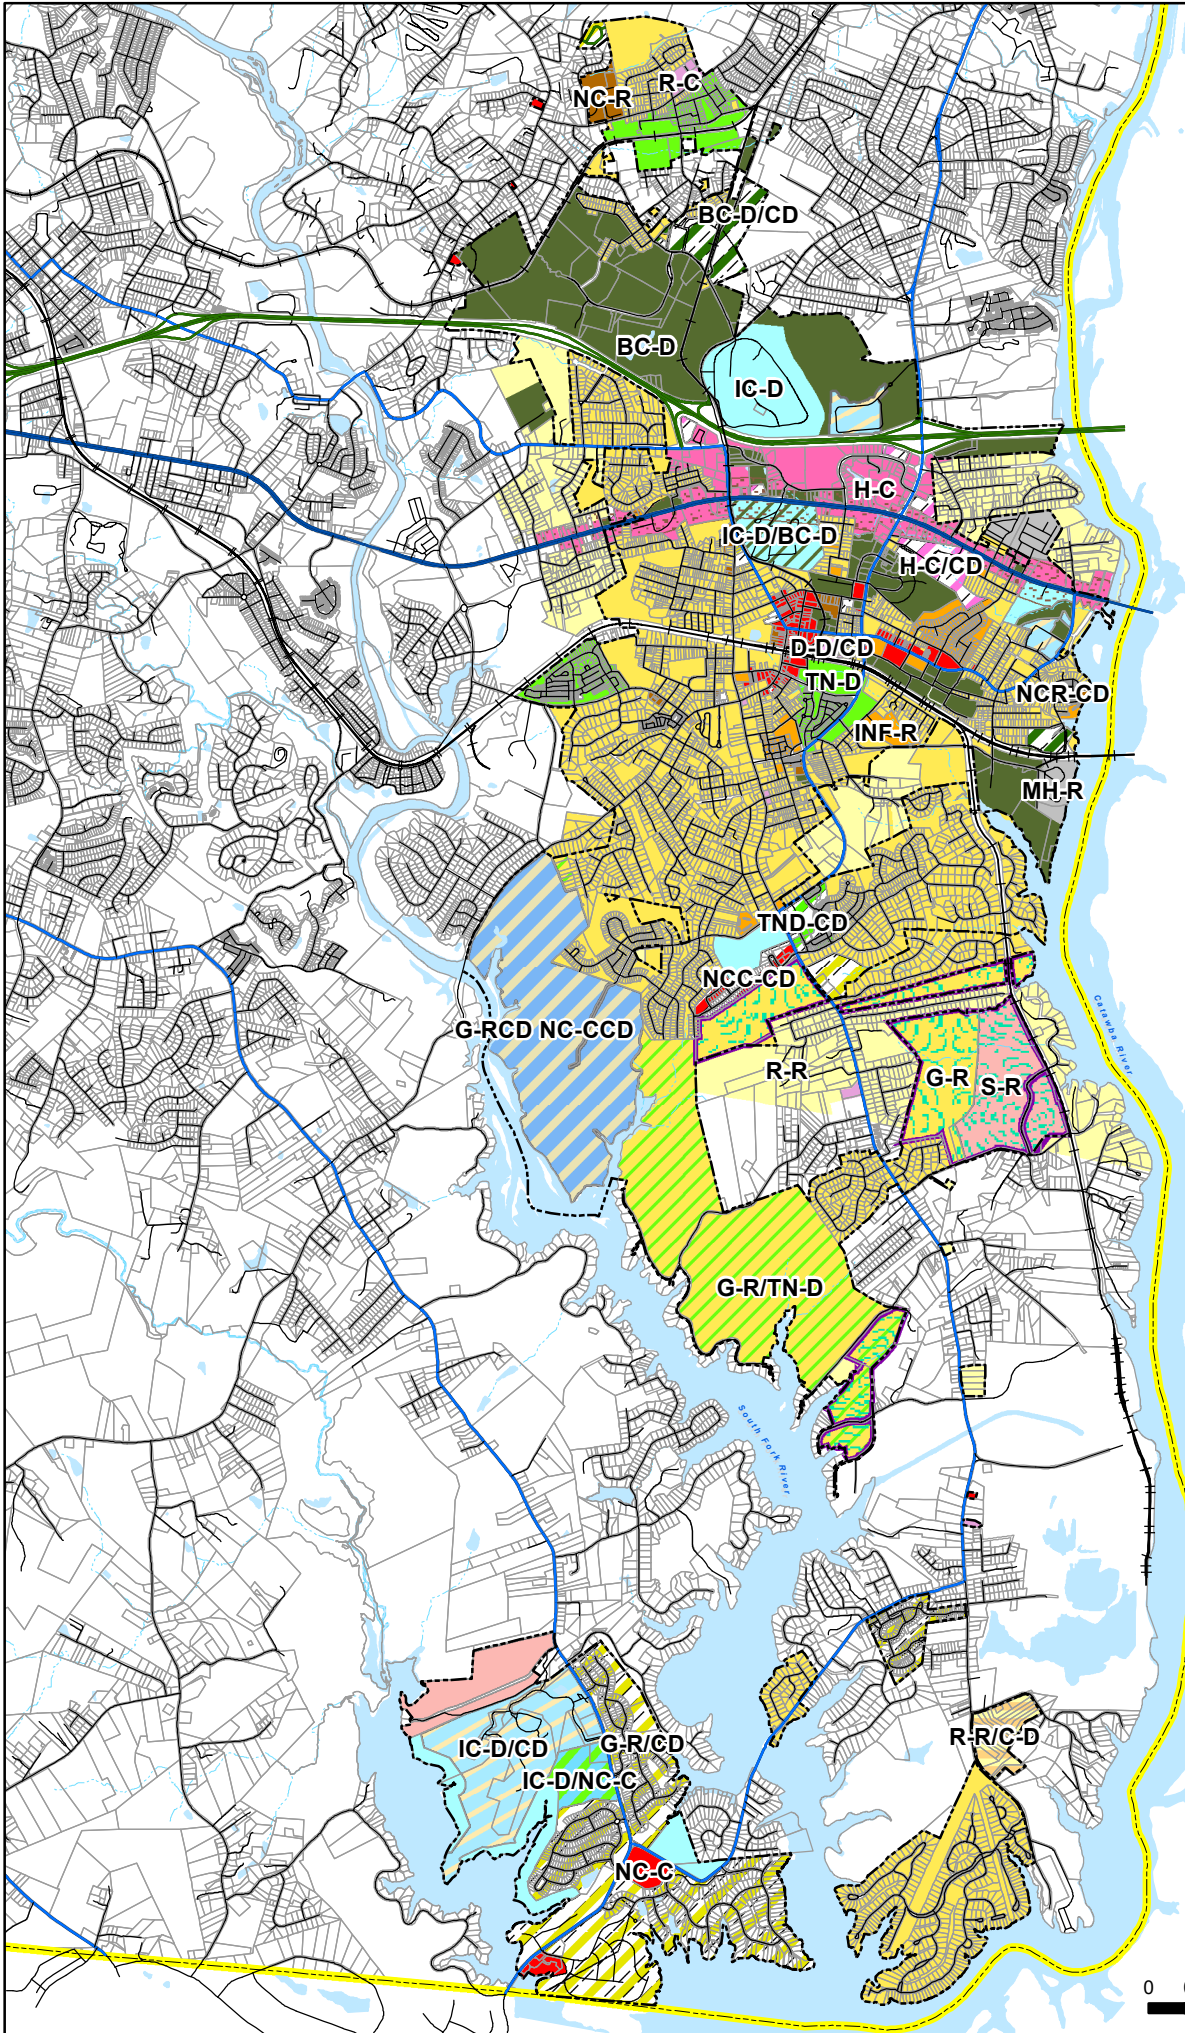 R-C
NC-R
BC-D/CD
BC-D
IC-D
H-C
IC-D/BC-D
H-C/CD
D-D/CD
TN-D
NCR-CD
INF-R
MH-R
TND-CD
NCC-CD
Catawba River
G-RCD NC-CCD
R-R
G-R
S-R
G-R/TN-D
South Fork River
R-R/C-D
IC-D/CD
G-R/CD
IC-D/NC-C
NC-C
0